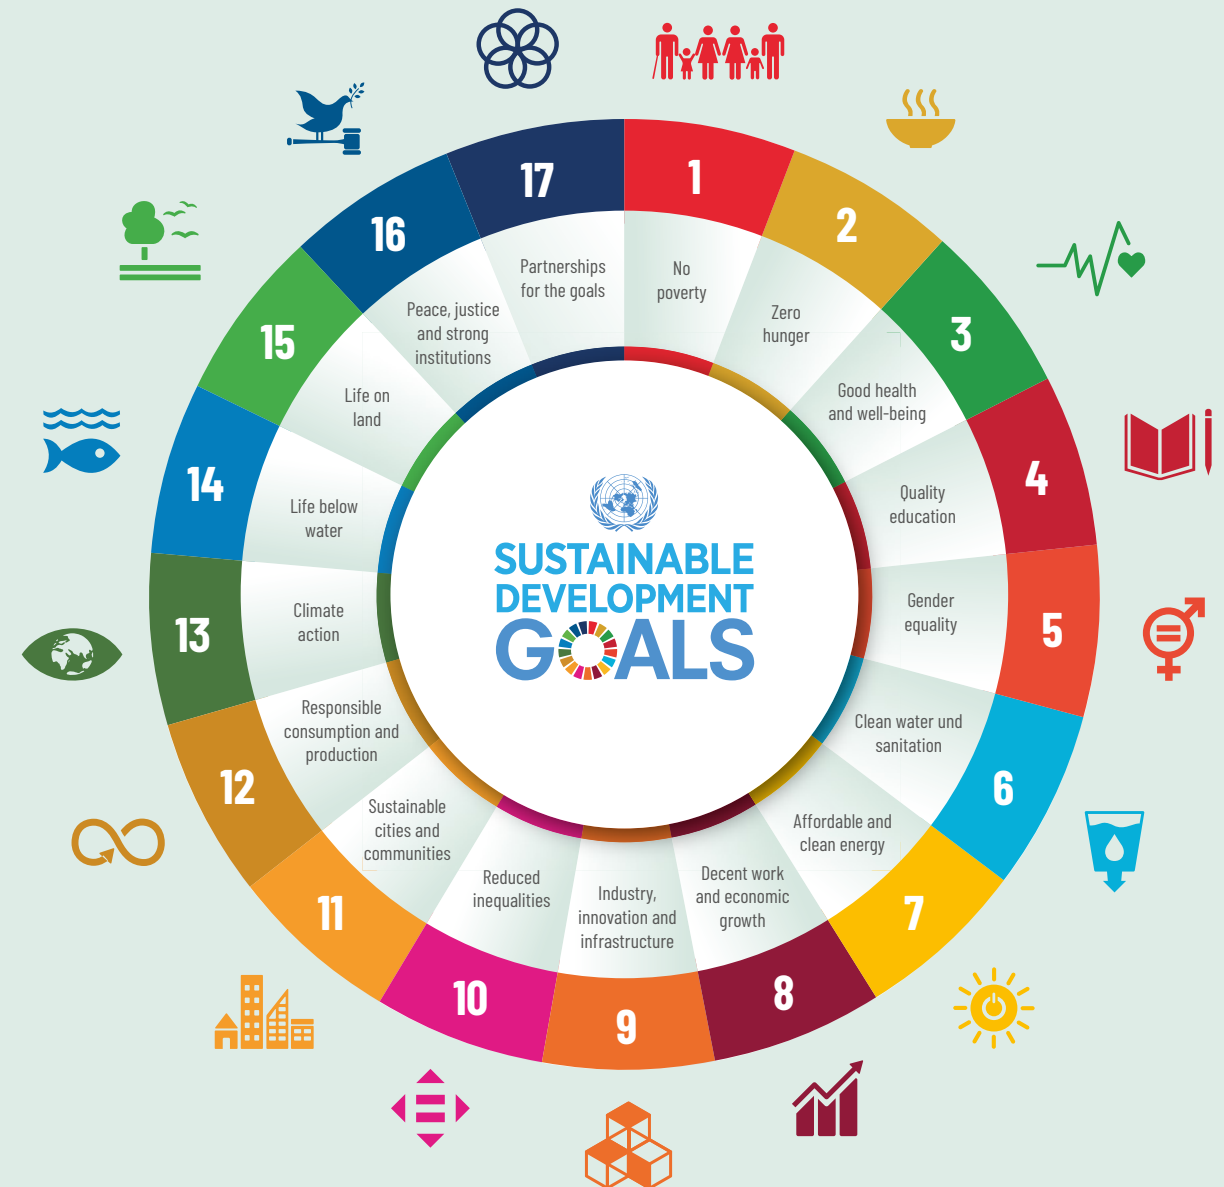 SUSTAINABLE
DEVELOPMENT
GOALS
1
No
poverty
2
Zero
hunger
3
Good health
and well-being
4
Quality
education
5
Gender
equality
6
Clean water und
sanitation
7
Affordable and
clean energy
8
Decent work
and economic
growth
9
Industry,
innovation and
infrastructure
10
Reduced
inequalities
11
Sustainable
cities and
communities
12
Responsible
consumption and
production
13
Climate
action
14
Life below
water
15
Life on
land
16
Peace, justice
and strong
institutions
17
Partnerships
for the goals